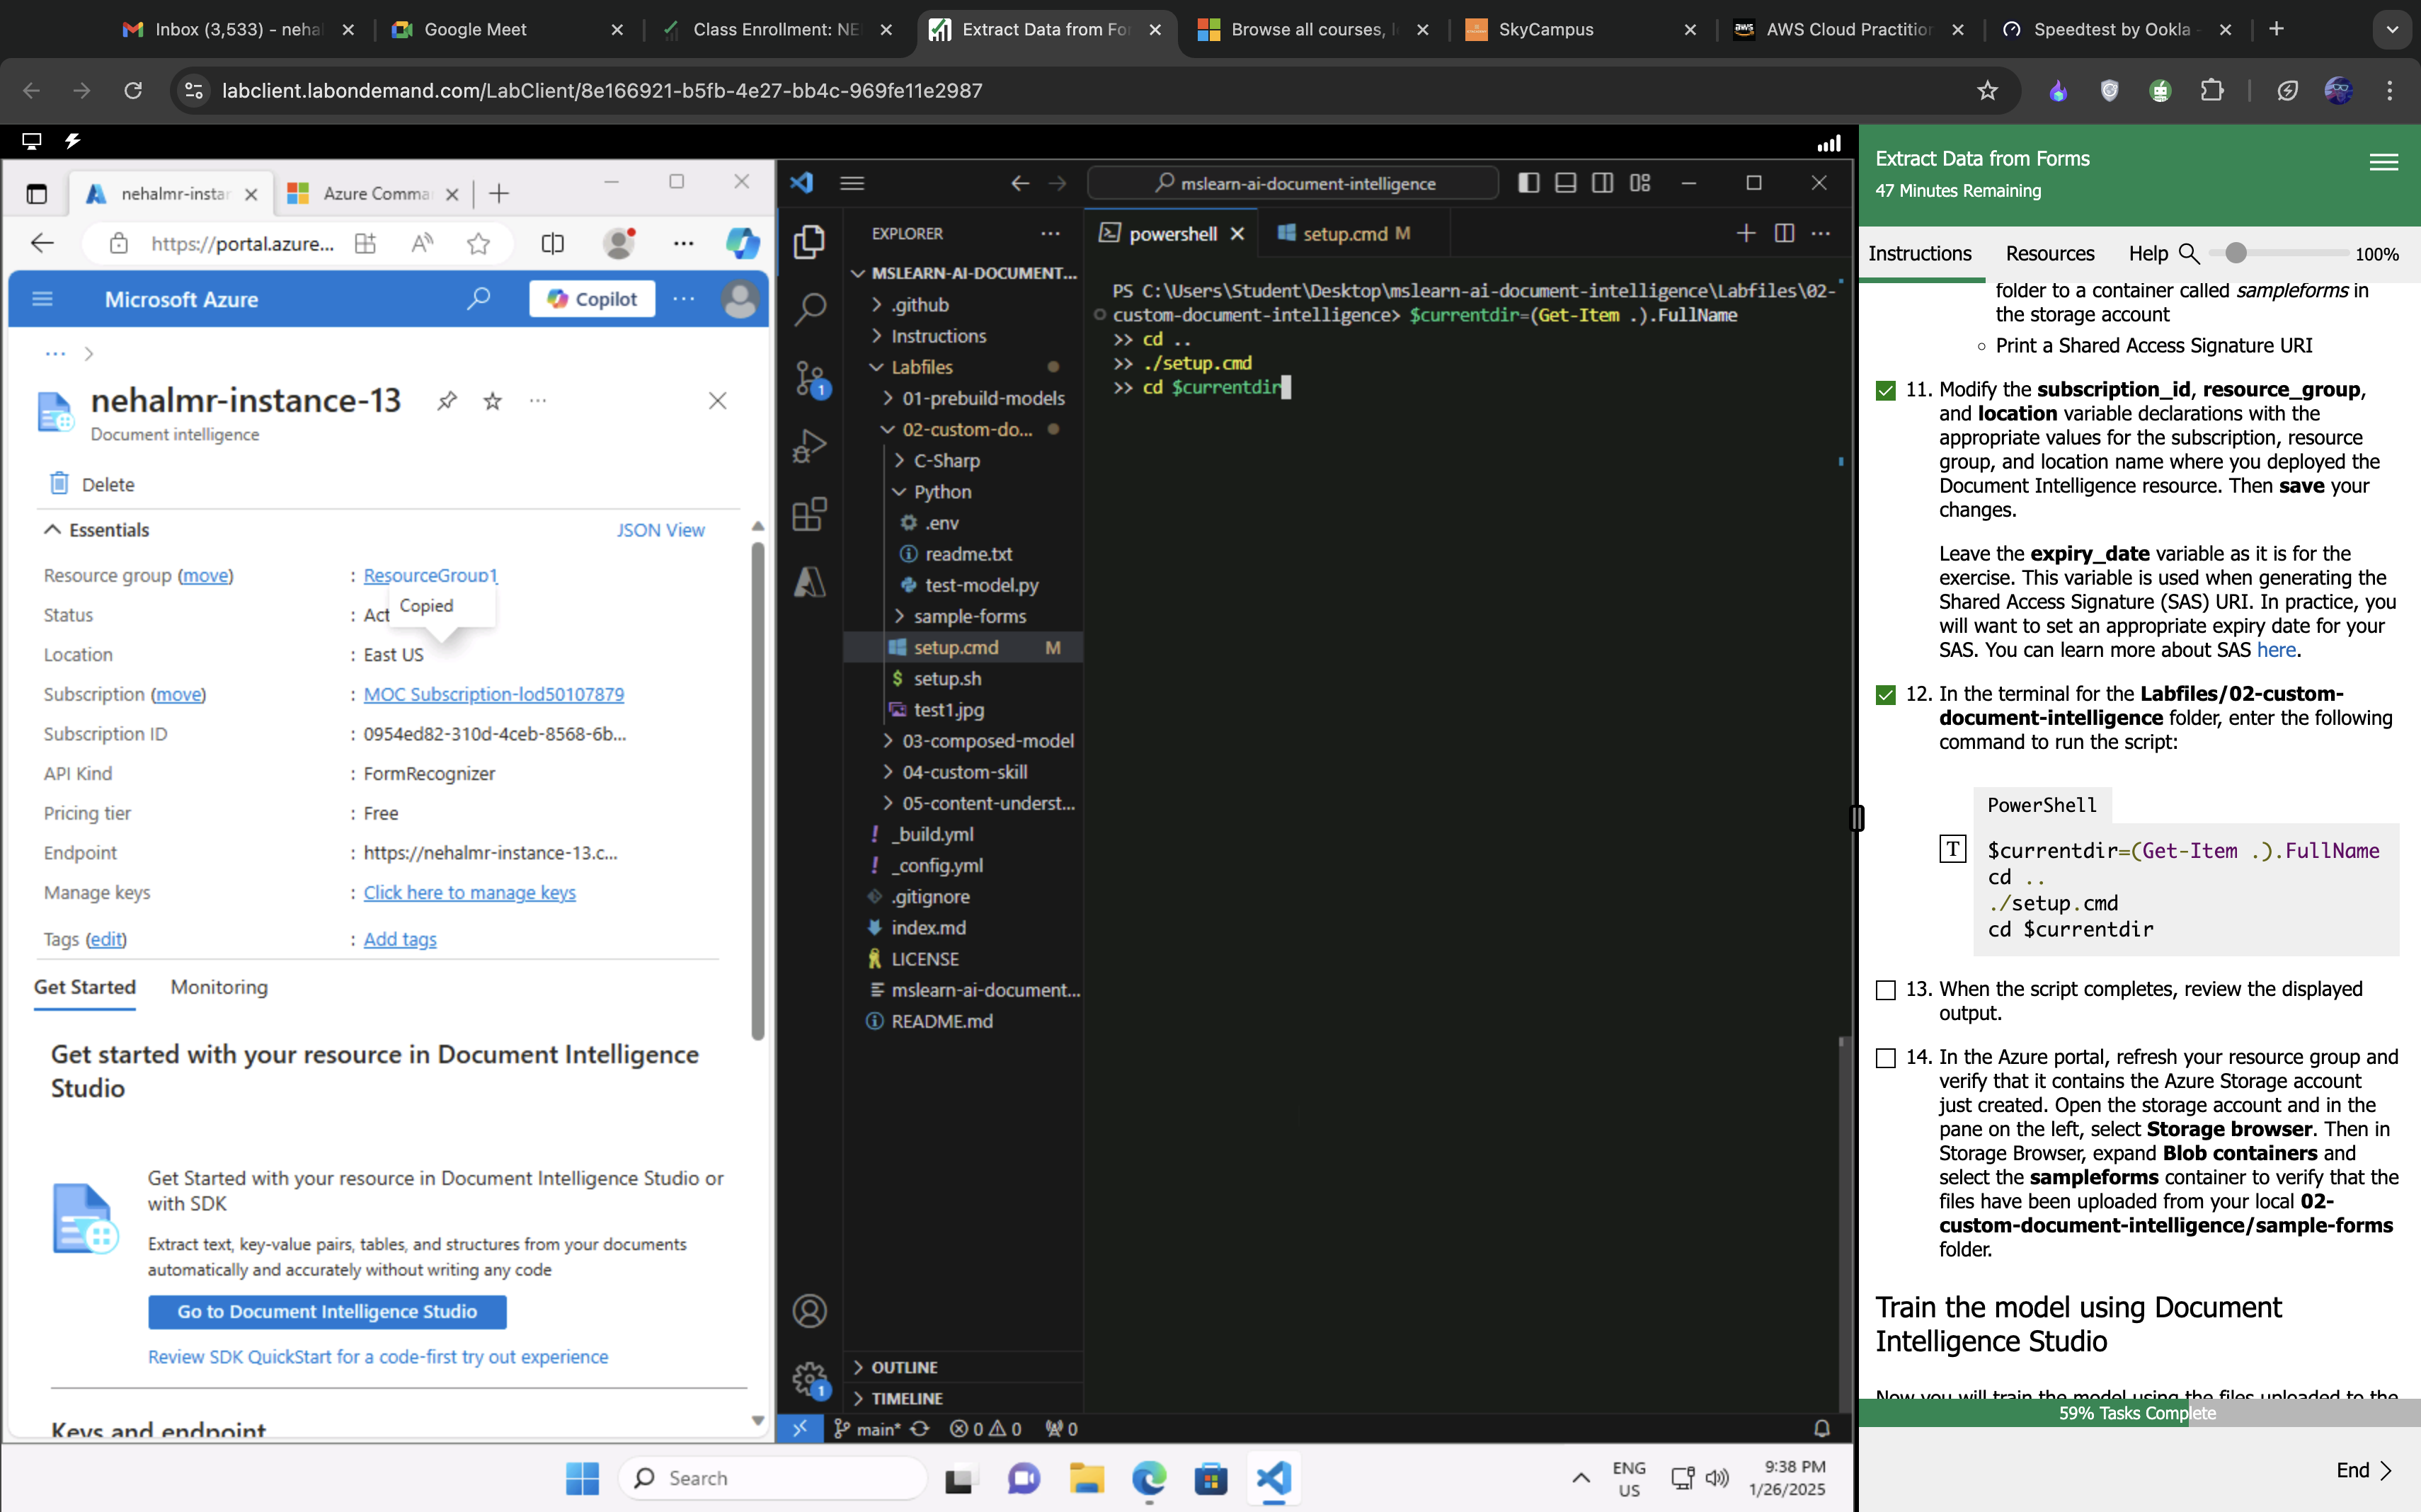 Inbox (3,533) - neha
Google Meet
Class Enrollment: NE
Extract Data from For
Browse all courses, l
SkyCampus
aws
AWS Cloud Practition
Speedtest by Ookla -
labclient.labondemand.com/LabClient/8e166921-b5fb-4e27-bb4c-969fe11e2987
nehalmr-instan
Azure Comma
https://portal.azure...
Microsoft Azure
Copilot
...
nehalmr-instance-13
Document intelligence
Delete
Essentials
JSON View
Resource group (move) : ResourceGroup1
Copied
Status : Act
Location : East US
Subscription (move) : MOC Subscription-lod50107879
Subscription ID : 0954ed82-310d-4ceb-8568-6b...
API Kind : FormRecognizer
Pricing tier : Free
Endpoint : https://nehalmr-instance-13.c...
Manage keys : Click here to manage keys
Tags (edit) : Add tags
Get Started Monitoring
Get started with your resource in Document Intelligence
Studio
Get Started with your resource in Document Intelligence Studio or
with SDK
Extract text, key-value pairs, tables, and structures from your documents
automatically and accurately without writing any code
Go to Document Intelligence Studio
Review SDK QuickStart for a code-first try out experience
Keys and endpoint
mslearn-ai-document-intelligence
EXPLORER
MSLEARN-AI-DOCUMENT...
.github
Instructions
Labfiles
01-prebuild-models
02-custom-do...
C-Sharp
Python
.env
readme.txt
test-model.py
sample-forms
setup.cmd M
$ setup.sh
test1.jpg
03-composed-model
04-custom-skill
05-content-underst...
! _build.yml
! _config.yml
.gitignore
index.md
LICENSE
mslearn-ai-document...
README.md
OUTLINE
TIMELINE
1
1
main* 0 0 0
powershell
setup.cmd M
PS C:\Users\Student\Desktop\mslearn-ai-document-intelligence\Labfiles\02-
custom-document-intelligence> $currentdir=(Get-Item .).FullName
>> cd ..
>> ./setup.cmd
>> cd $currentdir
Search
ENG
US
9:38 PM
1/26/2025
Extract Data from Forms
47 Minutes Remaining
Instructions Resources Help 100%
folder to a container called sampleforms in
the storage account
Print a Shared Access Signature URI
11. Modify the subscription_id, resource_group,
and location variable declarations with the
appropriate values for the subscription, resource
group, and location name where you deployed the
Document Intelligence resource. Then save your
changes.
Leave the expiry_date variable as it is for the
exercise. This variable is used when generating the
Shared Access Signature (SAS) URI. In practice, you
will want to set an appropriate expiry date for your
SAS. You can learn more about SAS here.
12. In the terminal for the Labfiles/02-custom-
document-intelligence folder, enter the following
command to run the script:
PowerShell
T
$currentdir=(Get-Item .).FullName
cd ..
./setup.cmd
cd $currentdir
13. When the script completes, review the displayed
output.
14. In the Azure portal, refresh your resource group and
verify that it contains the Azure Storage account
just created. Open the storage account and in the
pane on the left, select Storage browser. Then in
Storage Browser, expand Blob containers and
select the sampleforms container to verify that the
files have been uploaded from your local 02-
custom-document-intelligence/sample-forms
folder.
Train the model using Document
Intelligence Studio
Now you will train the model using the files uploaded to the
59% Tasks Complete
End